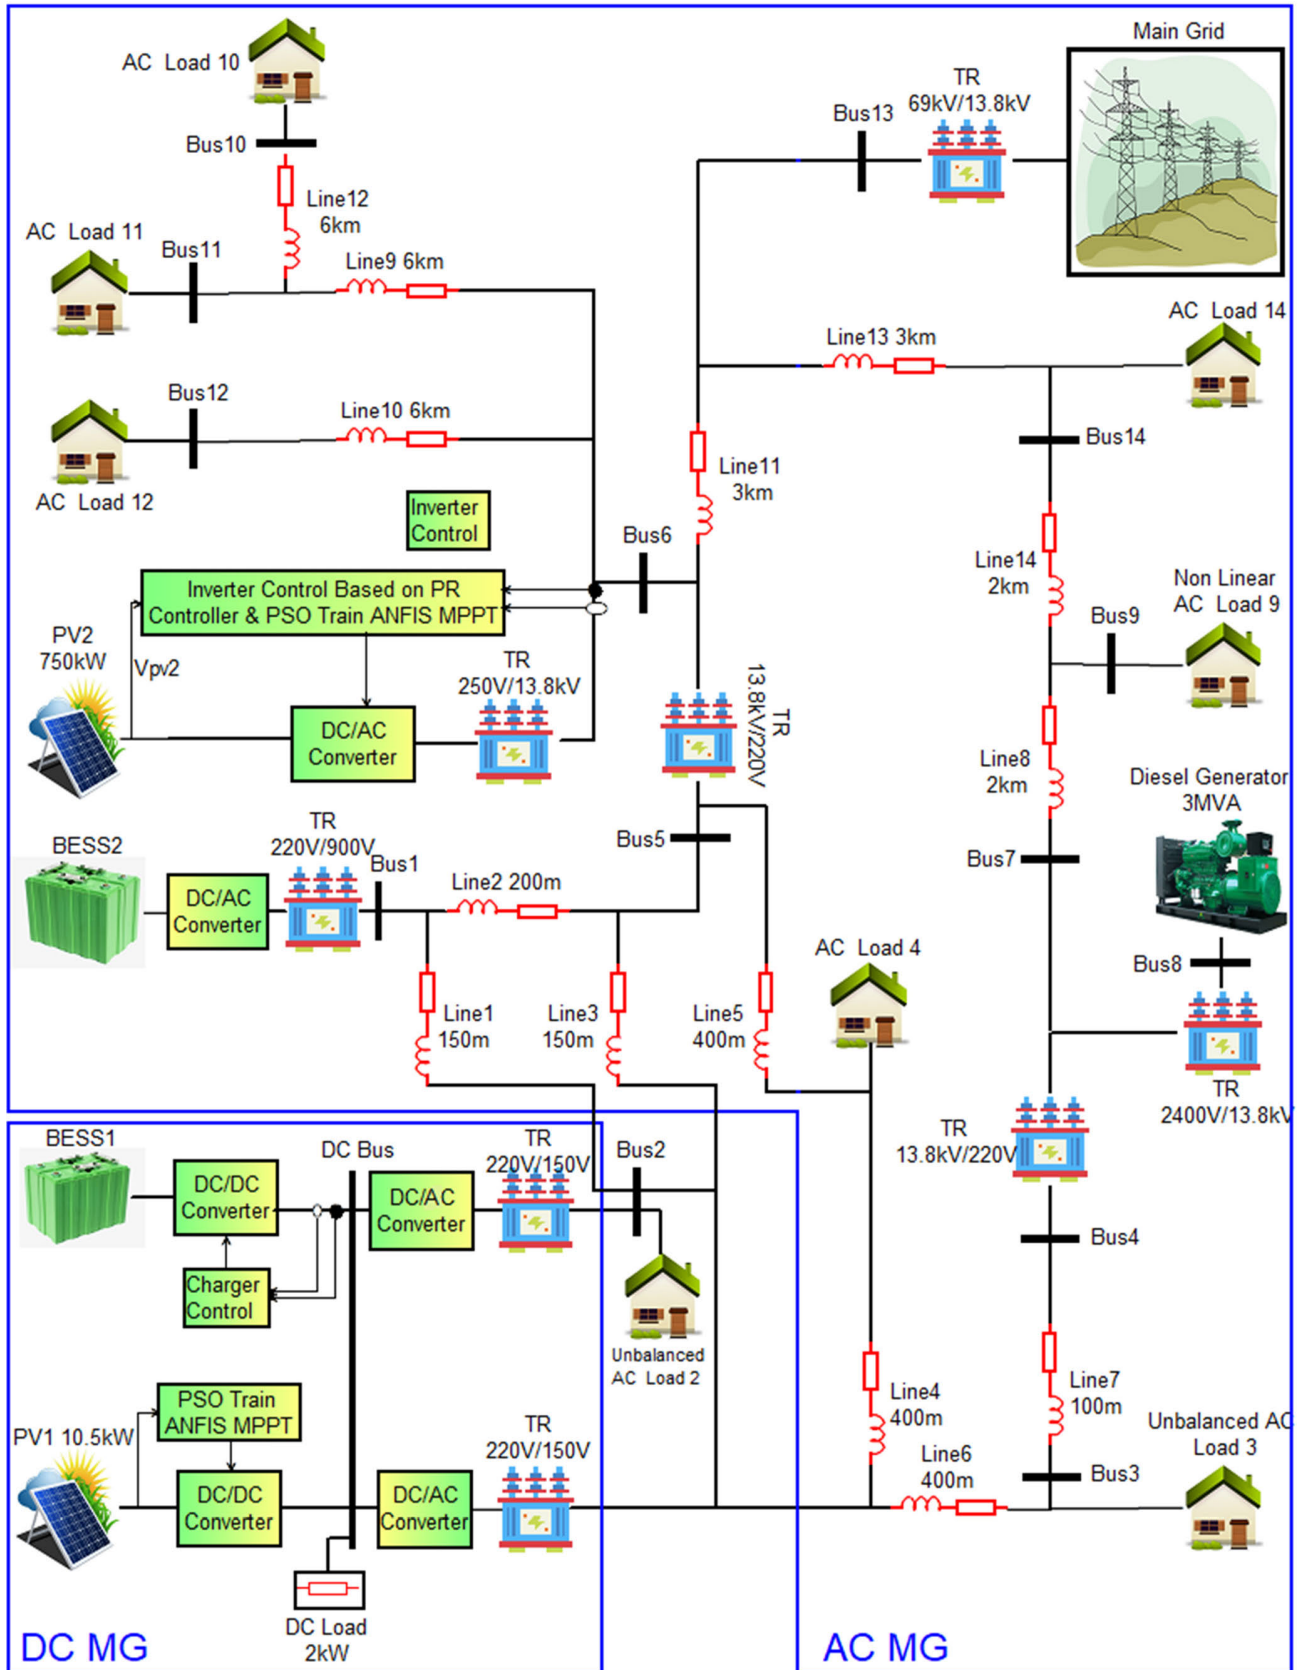 Main Grid
AC Load 10
TR
69kV/13.8kV
Bus13
Bus10
Line12
6km
AC Load 11
Bus11
Line9 6km
AC Load 14
Line13 3km
Bus12
Line10 6km
Bus14
AC Load 12
Line11
3km
Inverter
Control
Bus6
Line14
2km
Non Linear
AC Load 9
Inverter Control Based on PR
Controller & PSO Train ANFIS MPPT
Bus9
PV2
750kW
Vpv2
TR
250V/13.8kV
TR
13.8kV/220V
DC/AC
Converter
Line8
2km
Diesel Generator
3MVA
TR
220V/900V
Bus5
BESS2
Bus1
Bus7
Line2 200m
DC/AC
Converter
AC Load 4
Bus8
Line1
150m
Line3
150m
Line5
400m
TR
2400V/13.8kV
BESS1
DC Bus
TR
220V/150V
Bus2
TR
13.8kV/220V
DC/DC
Converter
DC/AC
Converter
Bus4
Charger
Control
Unbalanced
AC Load 2
PSO Train
ANFIS MPPT
Line4
400m
Line7
100m
Unbalanced AC
Load 3
PV1 10.5kW
TR
220V/150V
Line6
400m
Bus3
DC/DC
Converter
DC/AC
Converter
DC Load
2kW
DC MG
AC MG